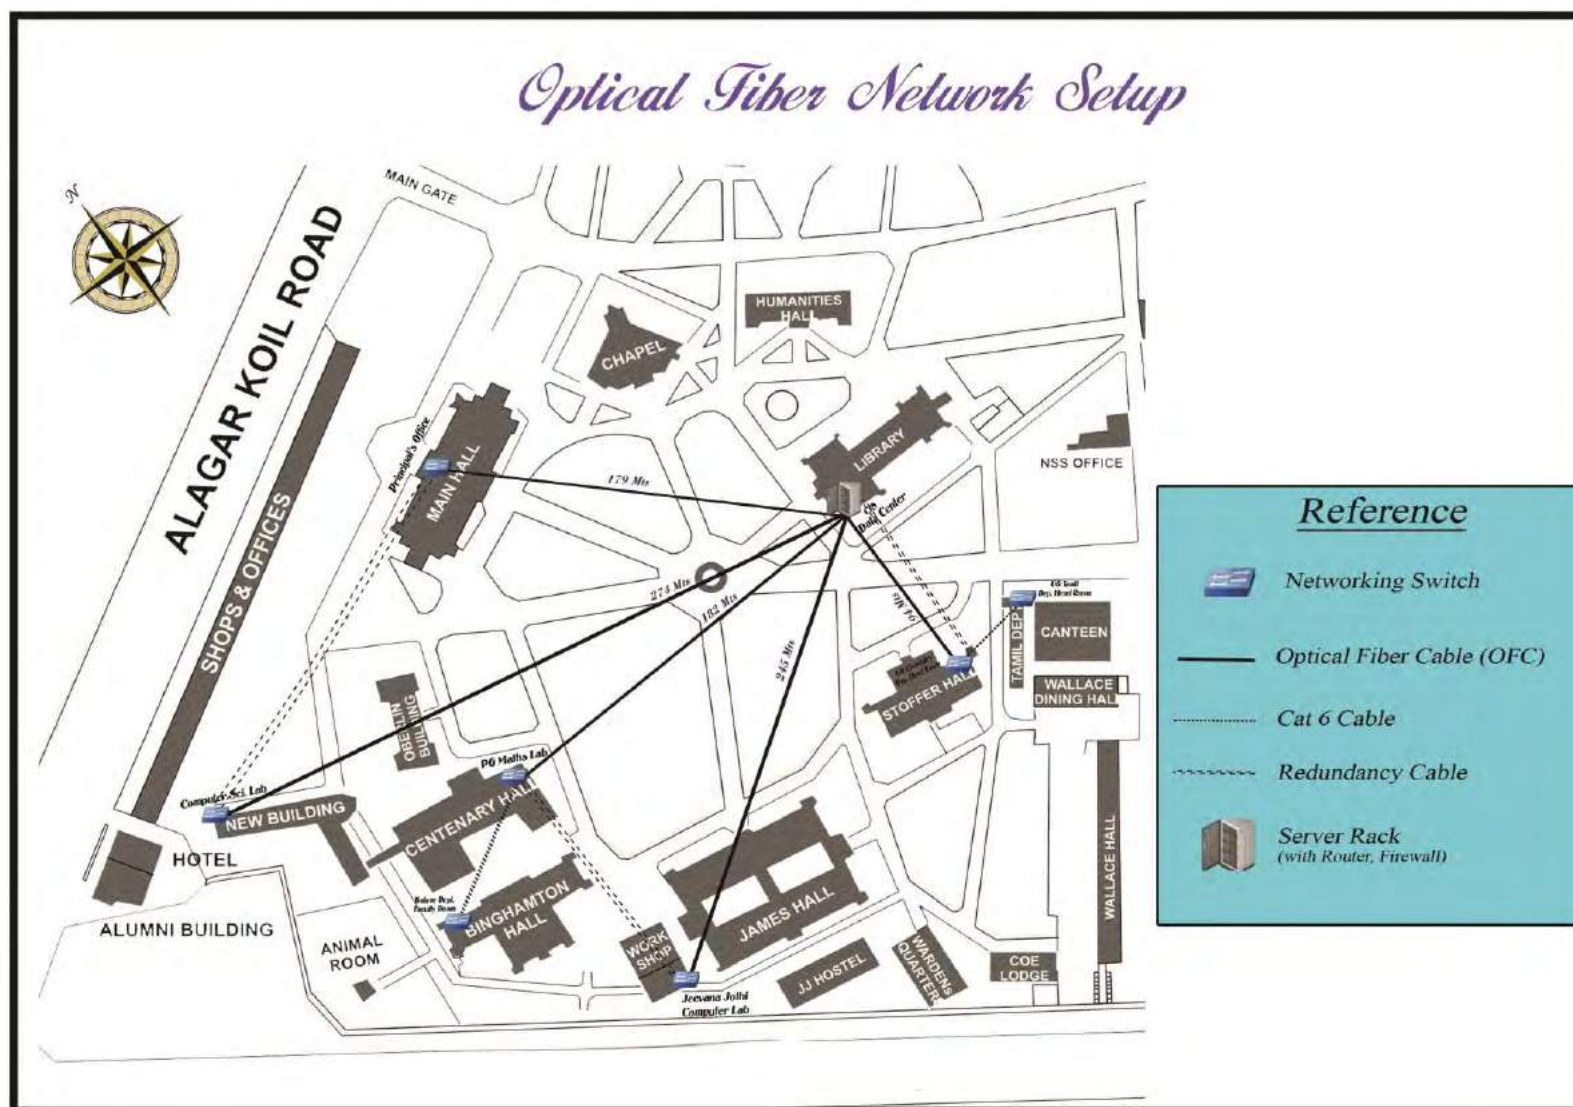 Optical Fiber Network Setup
N
MAIN GATE
ALAGAR KOIL ROAD
SHOPS & OFFICES
CHAPEL
HUMANITIES
HALL
Principal's Office
MAIN HALL
LIBRARY
NSS OFFICE
Data Center
179 Mts
274 Mts
182 Mts
245 Mts
94 Mts
TAMIL DEPT
CANTEEN
WALLACE
DINING HALL
STOFFER HALL
OBERLIN
BUILDING
PG Maths Lab
Computer Sci. Lab
NEW BUILDING
CENTENARY HALL
HOTEL
ALUMNI BUILDING
BINGHAMTON
HALL
ANIMAL
ROOM
WORK
SHOP
JAMES HALL
Jeevana Jothi
Computer Lab
JJ HOSTEL
WARDENS
QUARTER
COE
LODGE
WALLACE HALL
Reference
Networking Switch
Optical Fiber Cable (OFC)
Cat 6 Cable
Redundancy Cable
Server Rack
(with Router, Firewall)